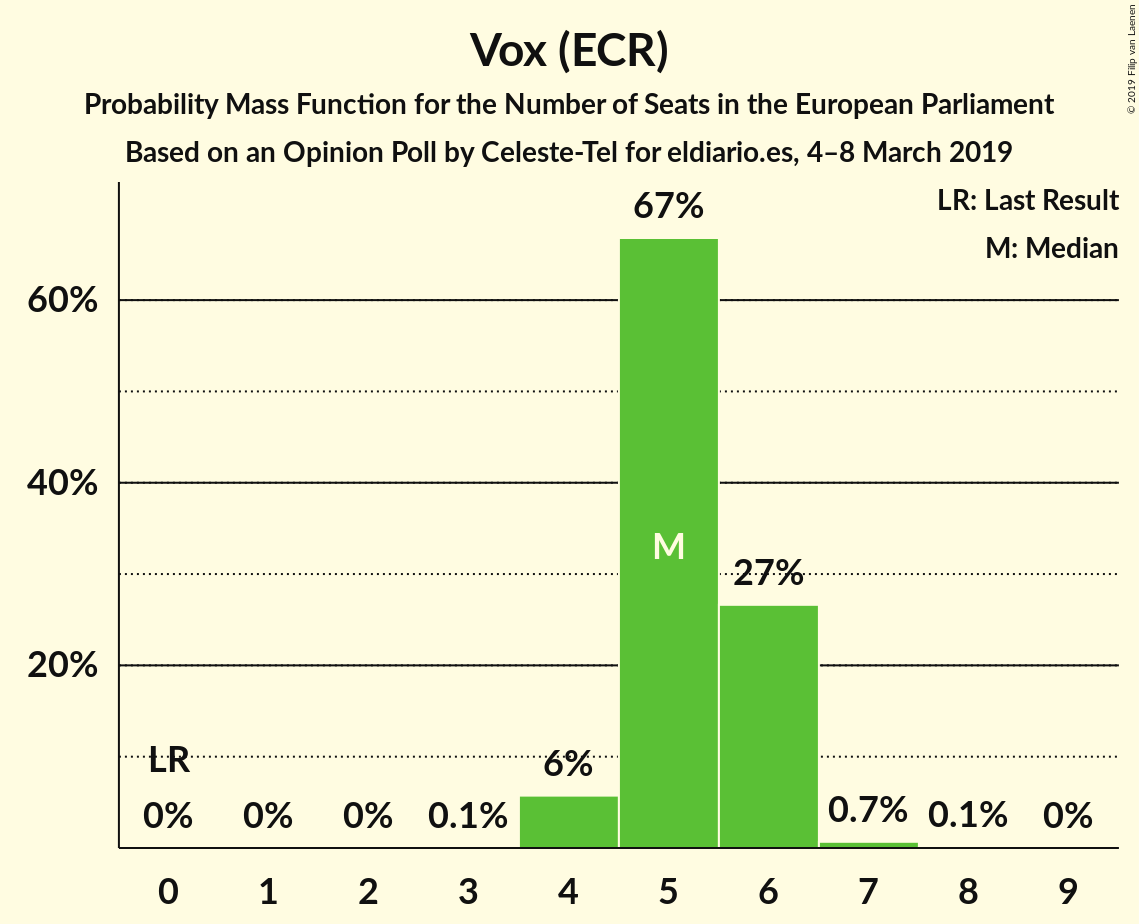 Vox (ECR)
Probability Mass Function for the Number of Seats in the European Parliament
Based on an Opinion Poll by Celeste-Tel for eldiario.es, 4–8 March 2019
© 2019 Filip van Laenen
LR: Last Result
M: Median
67%
60%
M
40%
27%
20%
LR
6%
0% 0% 0% 0.1% 0.7% 0.1% 0%
0 1 2 3 4 5 6 7 8 9